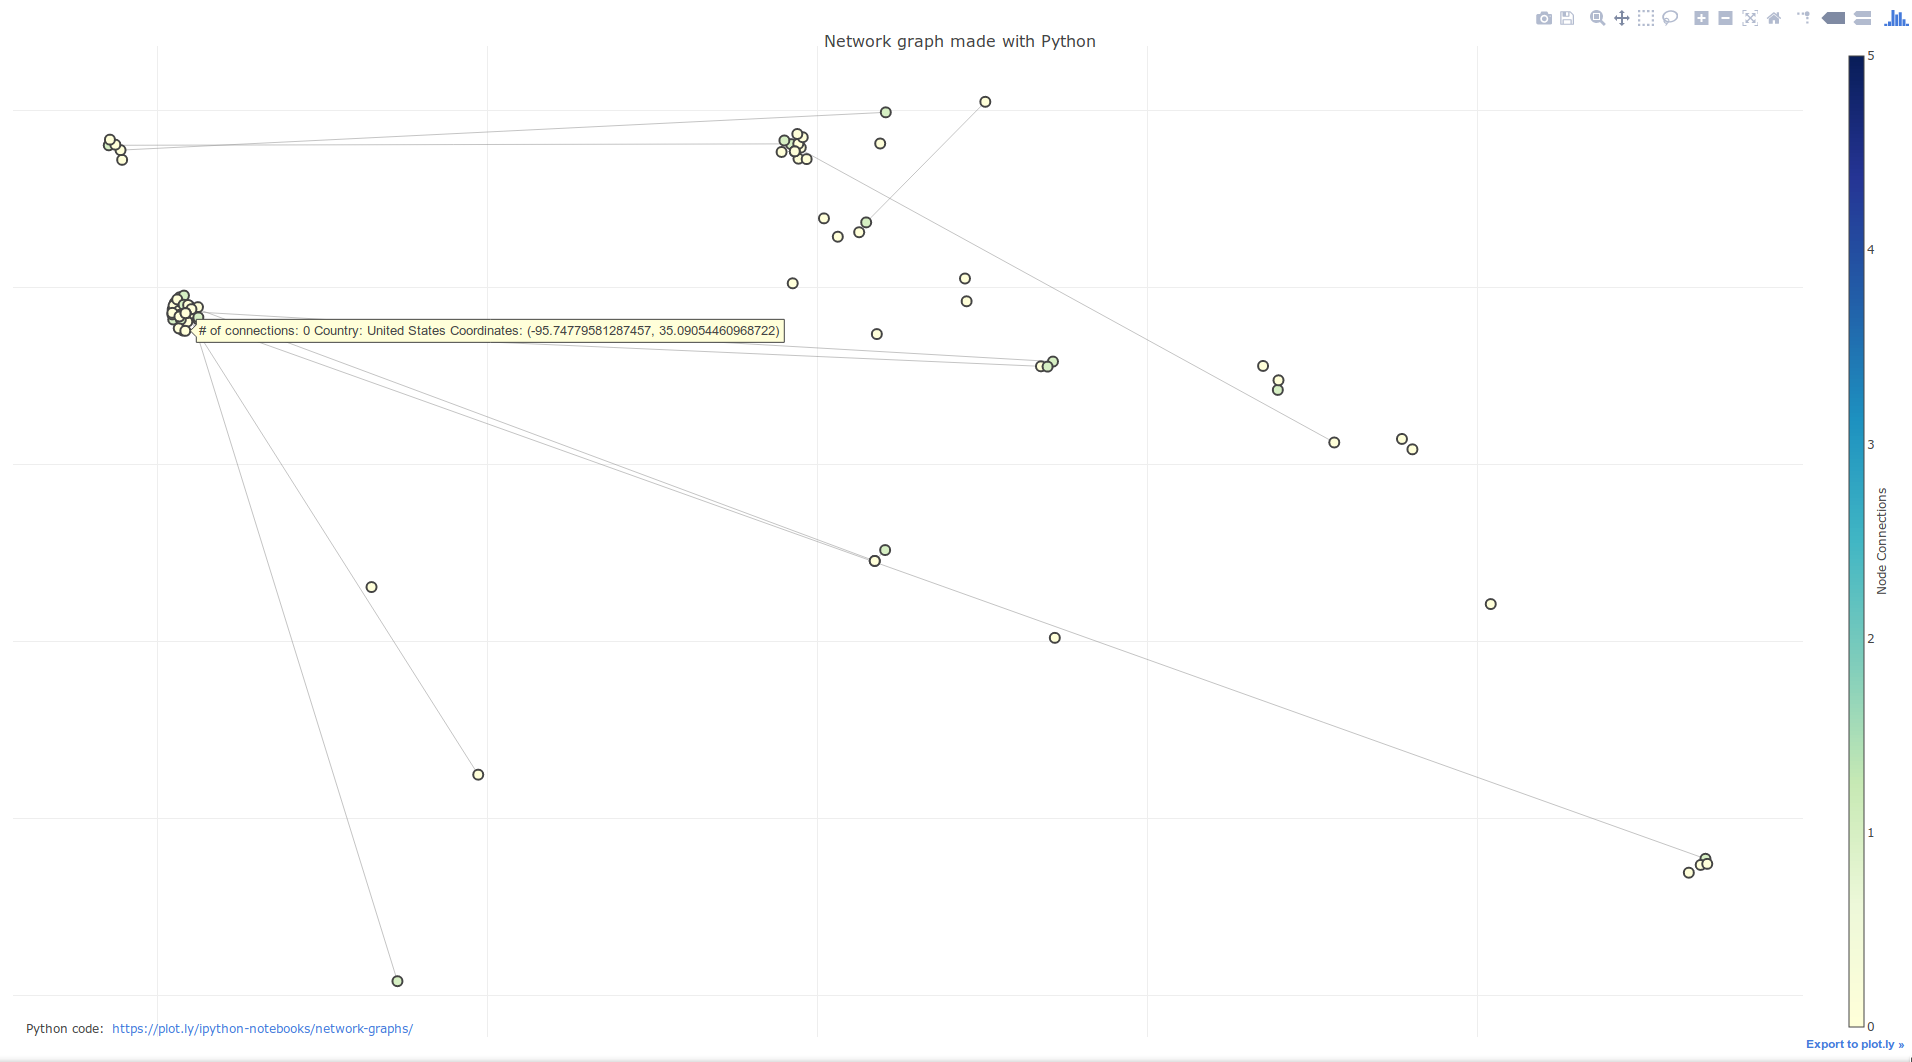 Network graph made with Python
5
4
3
2
1
0
Node Connections
# of connections: 0 Country: United States Coordinates: (-95.74779581287457, 35.09054460968722)
Python code: https://plot.ly/ipython-notebooks/network-graphs/
Export to plot.ly »